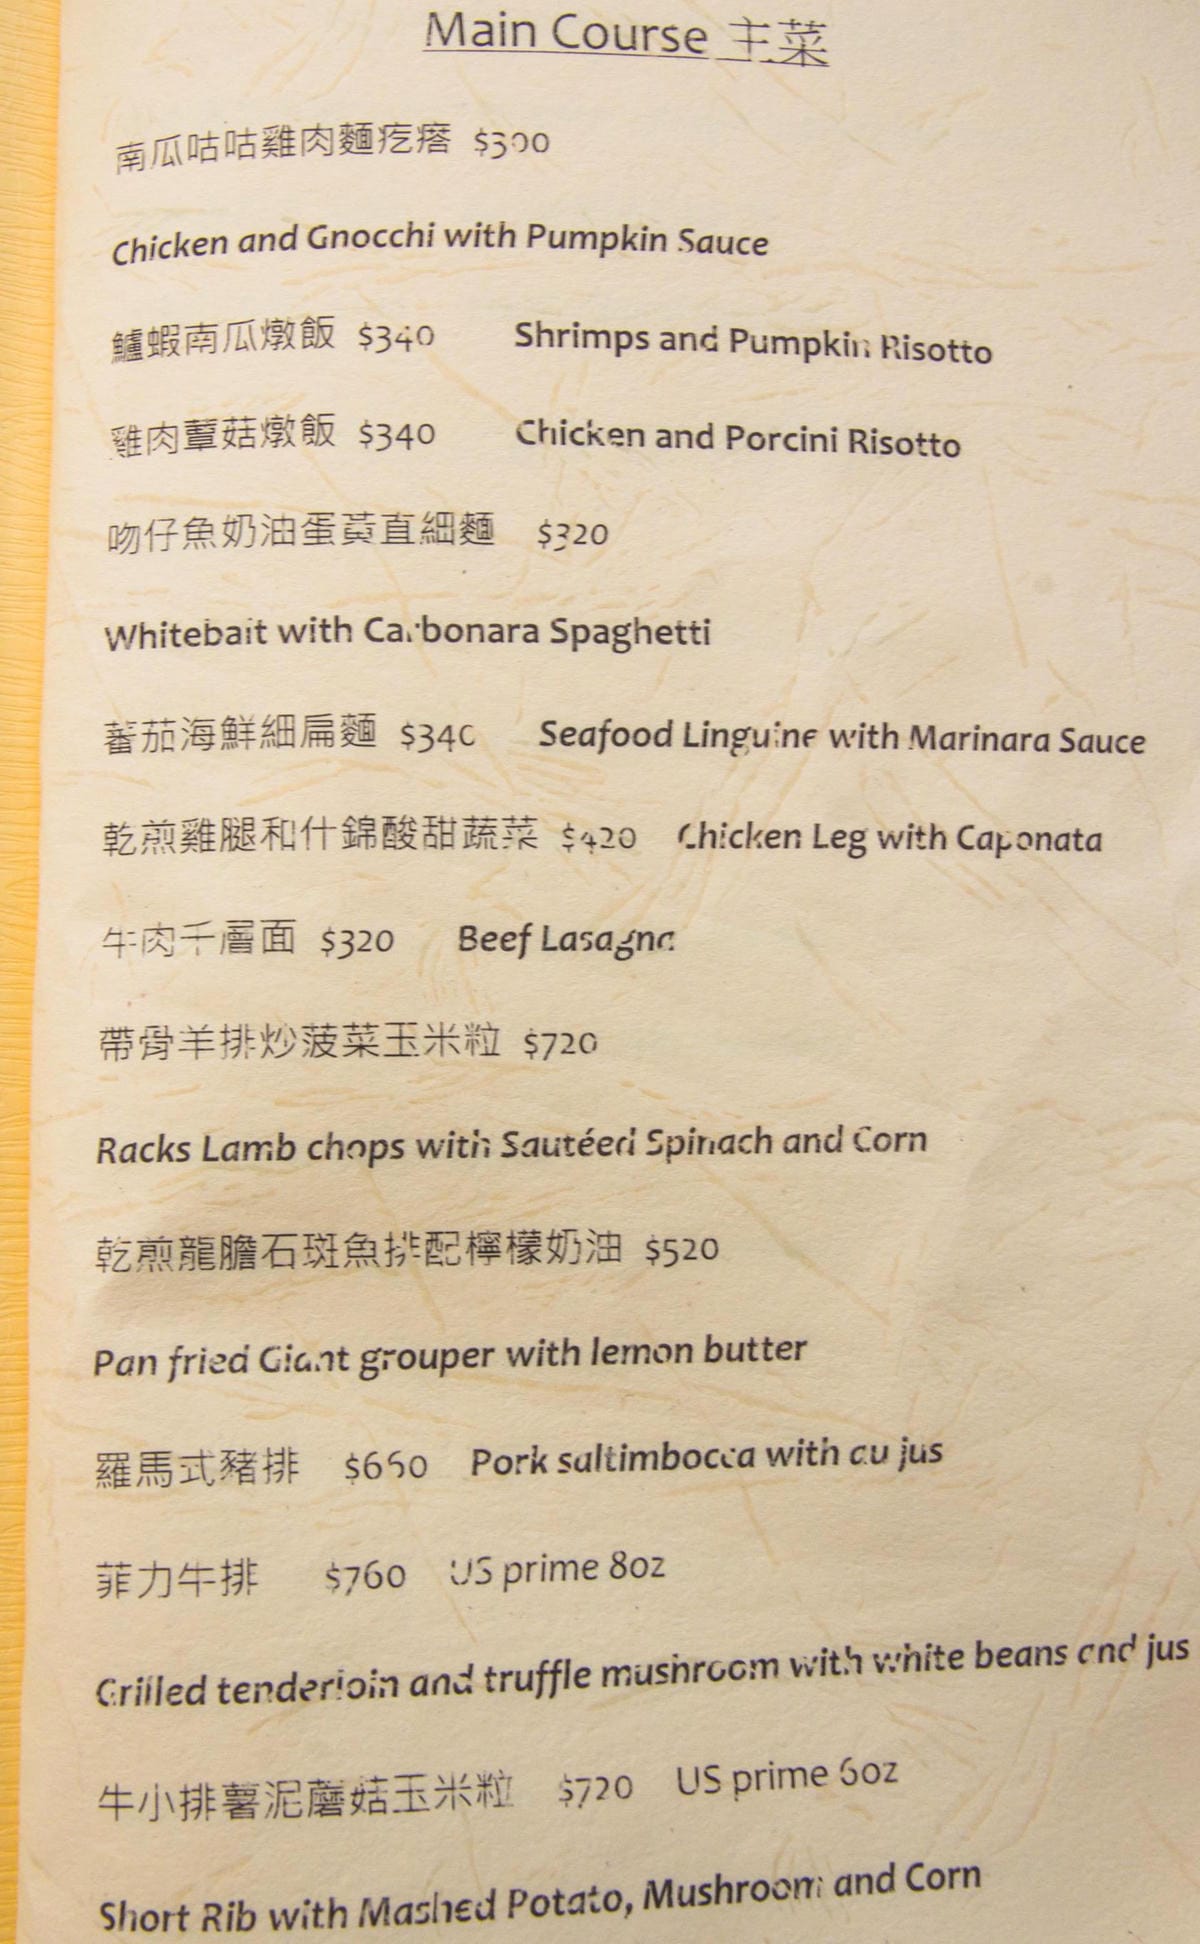 Main Course 主菜
南瓜咕咕雞肉麵疙瘩 $300
Chicken and Gnocchi with Pumpkin Sauce
鱸蝦南瓜燉飯 $340 Shrimps and Pumpkin Risotto
雞肉蕈菇燉飯 $340 Chicken and Porcini Risotto
吻仔魚奶油蛋黃直細麵 $320
Whitebait with Carbonara Spaghetti
蕃茄海鮮細扁麵 $340 Seafood Linguine with Marinara Sauce
乾煎雞腿和什錦酸甜蔬菜 $420 Chicken Leg with Caponata
牛肉千層面 $320 Beef Lasagna
帶骨羊排炒菠菜玉米粒 $720
Racks Lamb chops with Sautéed Spinach and Corn
乾煎龍膽石斑魚排配檸檬奶油 $520
Pan fried Giant grouper with lemon butter
羅馬式豬排 Pork saltimbocca with au jus
菲力牛排 $760 US prime 8oz
Grilled tenderloin and truffle mushroom with white beans and jus
牛小排薯泥蘑菇玉米粒 $720 US prime 6oz
Short Rib with Mashed Potato, Mushroom and Corn